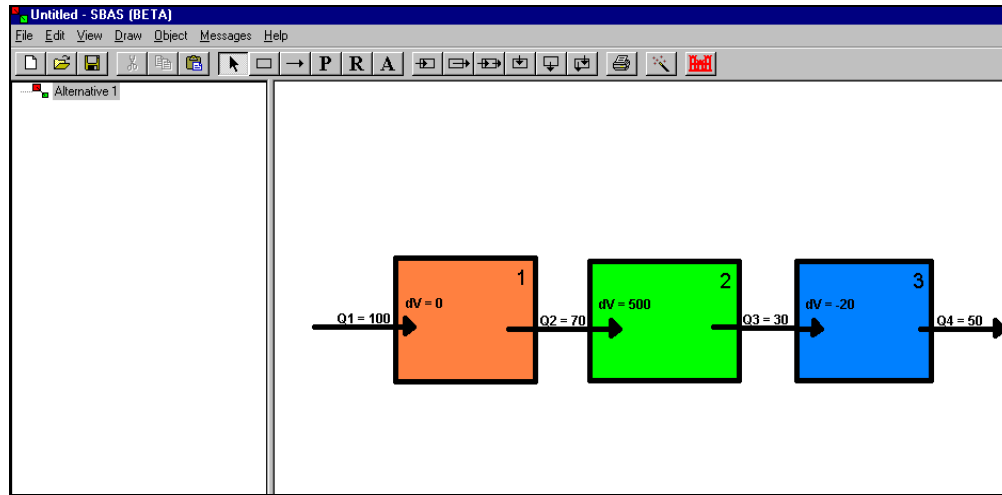 Untitled - SBAS (BETA)
File Edit View Draw Object Messages Help
P R A
Alternative 1
1 2 3
dV = 0 dV = 500 dV = -20
Q1 = 100 Q2 = 70 Q3 = 30 Q4 = 50